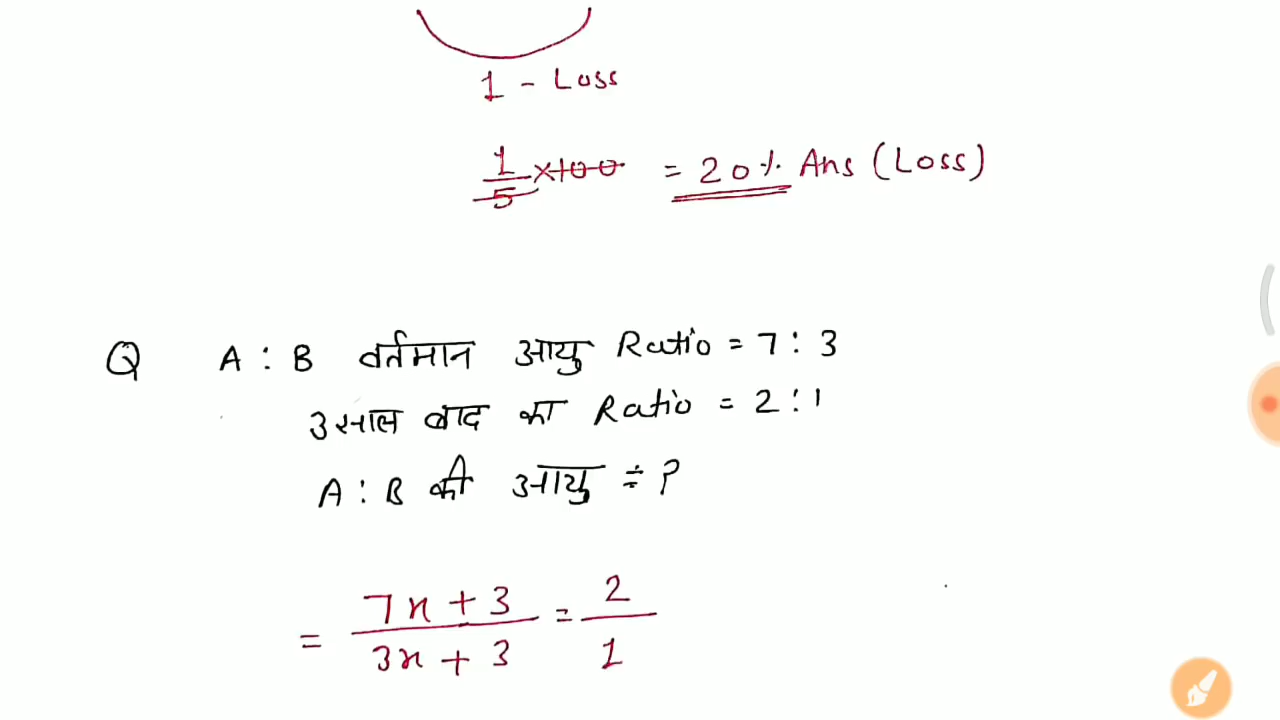 1 - Loss
1/5 ×100 = 20% Ans (Loss)
Q A : B वर्तमान आयु Ratio = 7 : 3
3 साल बाद का Ratio = 2 : 1
A : B की आयु = ?
= 7x + 3 / 3x + 3 = 2 / 1